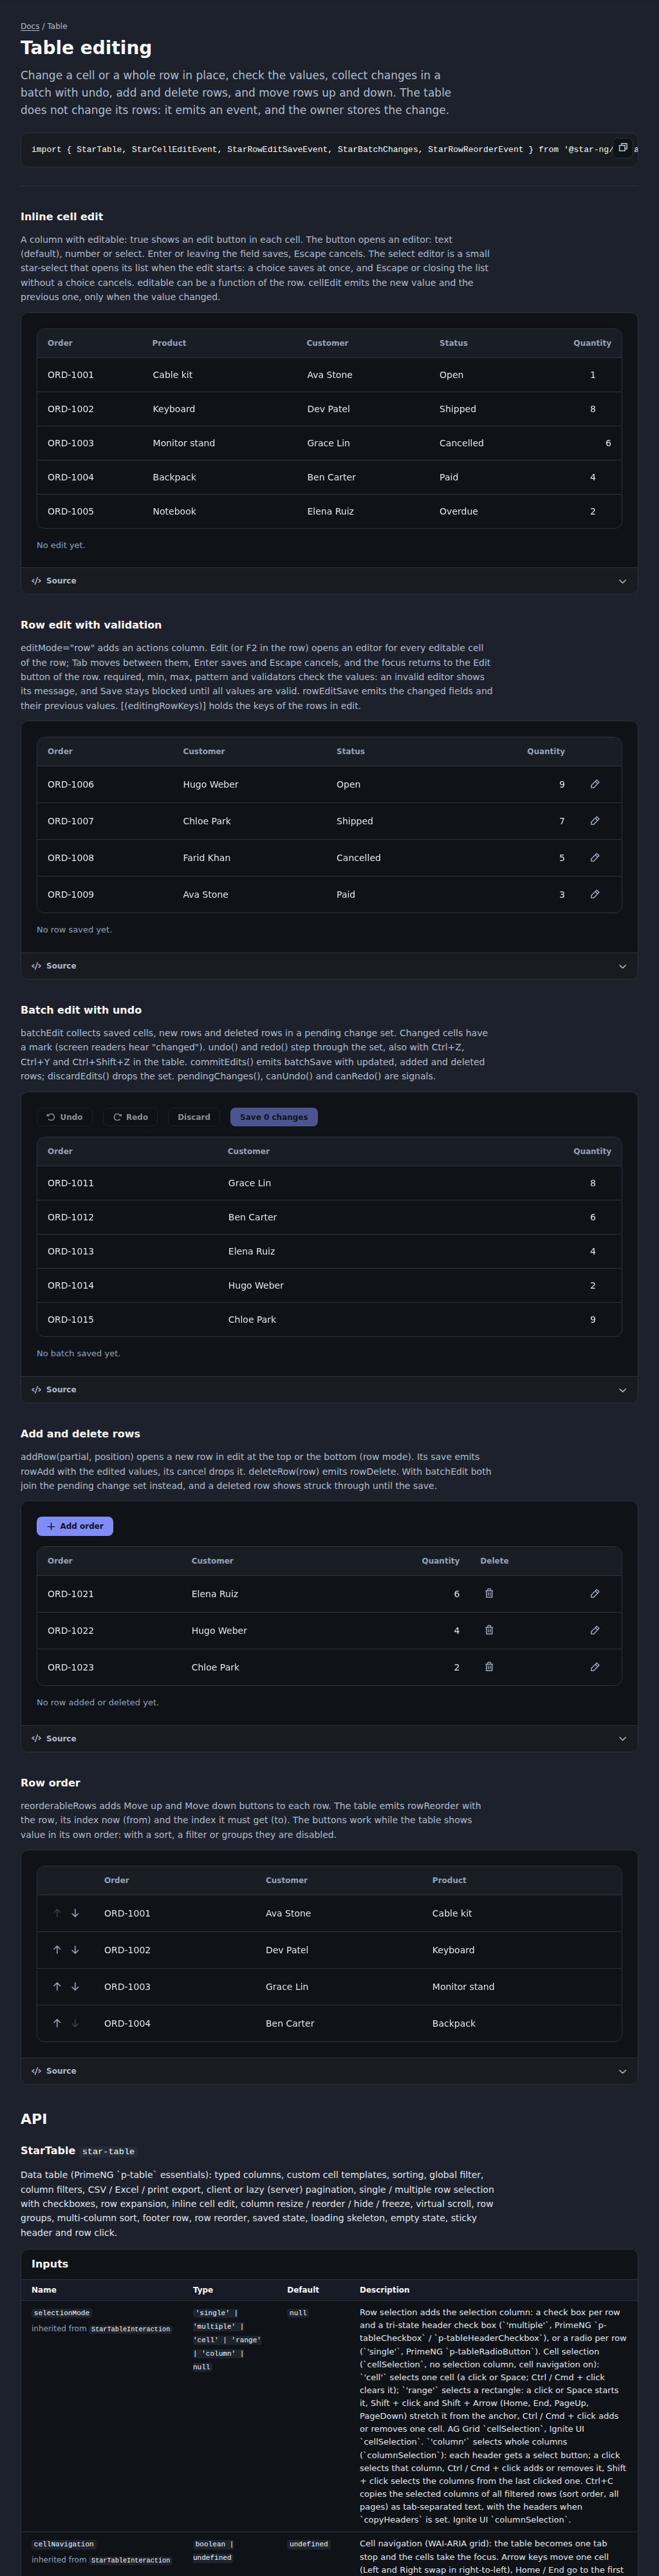 Docs / Table
Table editing
Change a cell or a whole row in place, check the values, collect changes in a
batch with undo, add and delete rows, and move rows up and down. The table
does not change its rows: it emits an event, and the owner stores the change.
import { StarTable, StarCellEditEvent, StarRowEditSaveEvent, StarBatchChanges, StarRowReorderEvent } from '@star-ng/
Inline cell edit
A column with editable: true shows an edit button in each cell. The button opens an editor: text
(default), number or select. Enter or leaving the field saves, Escape cancels. The select editor is a small
star-select that opens its list when the edit starts: a choice saves at once, and Escape or closing the list
without a choice cancels. editable can be a function of the row. cellEdit emits the new value and the
previous one, only when the value changed.
Order Product Customer Status Quantity
ORD-1001 Cable kit Ava Stone Open 1
ORD-1002 Keyboard Dev Patel Shipped 8
ORD-1003 Monitor stand Grace Lin Cancelled 6
ORD-1004 Backpack Ben Carter Paid 4
ORD-1005 Notebook Elena Ruiz Overdue 2
No edit yet.
Source
Row edit with validation
editMode="row" adds an actions column. Edit (or F2 in the row) opens an editor for every editable cell
of the row; Tab moves between them, Enter saves and Escape cancels, and the focus returns to the Edit
button of the row. required, min, max, pattern and validators check the values: an invalid editor shows
its message, and Save stays blocked until all values are valid. rowEditSave emits the changed fields and
their previous values. [(editingRowKeys)] holds the keys of the rows in edit.
Order Customer Status Quantity
ORD-1006 Hugo Weber Open 9
ORD-1007 Chloe Park Shipped 7
ORD-1008 Farid Khan Cancelled 5
ORD-1009 Ava Stone Paid 3
No row saved yet.
Source
Batch edit with undo
batchEdit collects saved cells, new rows and deleted rows in a pending change set. Changed cells have
a mark (screen readers hear "changed"). undo() and redo() step through the set, also with Ctrl+Z,
Ctrl+Y and Ctrl+Shift+Z in the table. commitEdits() emits batchSave with updated, added and deleted
rows; discardEdits() drops the set. pendingChanges(), canUndo() and canRedo() are signals.
Undo Redo Discard Save 0 changes
Order Customer Quantity
ORD-1011 Grace Lin 8
ORD-1012 Ben Carter 6
ORD-1013 Elena Ruiz 4
ORD-1014 Hugo Weber 2
ORD-1015 Chloe Park 9
No batch saved yet.
Source
Add and delete rows
addRow(partial, position) opens a new row in edit at the top or the bottom (row mode). Its save emits
rowAdd with the edited values, its cancel drops it. deleteRow(row) emits rowDelete. With batchEdit both
join the pending change set instead, and a deleted row shows struck through until the save.
Add order
Order Customer Quantity Delete
ORD-1021 Elena Ruiz 6
ORD-1022 Hugo Weber 4
ORD-1023 Chloe Park 2
No row added or deleted yet.
Source
Row order
reorderableRows adds Move up and Move down buttons to each row. The table emits rowReorder with
the row, its index now (from) and the index it must get (to). The buttons work while the table shows
value in its own order: with a sort, a filter or groups they are disabled.
Order Customer Product
ORD-1001 Ava Stone Cable kit
ORD-1002 Dev Patel Keyboard
ORD-1003 Grace Lin Monitor stand
ORD-1004 Ben Carter Backpack
Source
API
StarTable star-table
Data table (PrimeNG `p-table` essentials): typed columns, custom cell templates, sorting, global filter,
column filters, CSV / Excel / print export, client or lazy (server) pagination, single / multiple row selection
with checkboxes, row expansion, inline cell edit, column resize / reorder / hide / freeze, virtual scroll, row
groups, multi-column sort, footer row, row reorder, saved state, loading skeleton, empty state, sticky
header and row click.
Inputs
Name Type Default Description
selectionMode 'single' | null Row selection adds the selection column: a check box per row
inherited from StarTableInteraction 'multiple' | and a tri-state header check box (`'multiple'`, PrimeNG `p-
'cell' | 'range' tableCheckbox` / `p-tableHeaderCheckbox`), or a radio per row
| 'column' | (`'single'`, PrimeNG `p-tableRadioButton`). Cell selection
null (`cellSelection`, no selection column, cell navigation on):
`'cell'` selects one cell (a click or Space; Ctrl / Cmd + click
clears it); `'range'` selects a rectangle: a click or Space starts
it, Shift + click and Shift + Arrow (Home, End, PageUp,
PageDown) stretch it from the anchor, Ctrl / Cmd + click adds
or removes one cell. AG Grid `cellSelection`, Ignite UI
`cellSelection`. `'column'` selects whole columns
(`columnSelection`): each header gets a select button; a click
selects that column, Ctrl / Cmd + click adds or removes it, Shift
+ click selects the columns from the last clicked one. Ctrl+C
copies the selected columns of all filtered rows (sort order, all
pages) as tab-separated text, with the headers when
`copyHeaders` is set. Ignite UI `columnSelection`.
cellNavigation boolean | undefined Cell navigation (WAI-ARIA grid): the table becomes one tab
inherited from StarTableInteraction undefined stop and the cells take the focus. Arrow keys move one cell
(Left and Right swap in right-to-left), Home / End go to the first